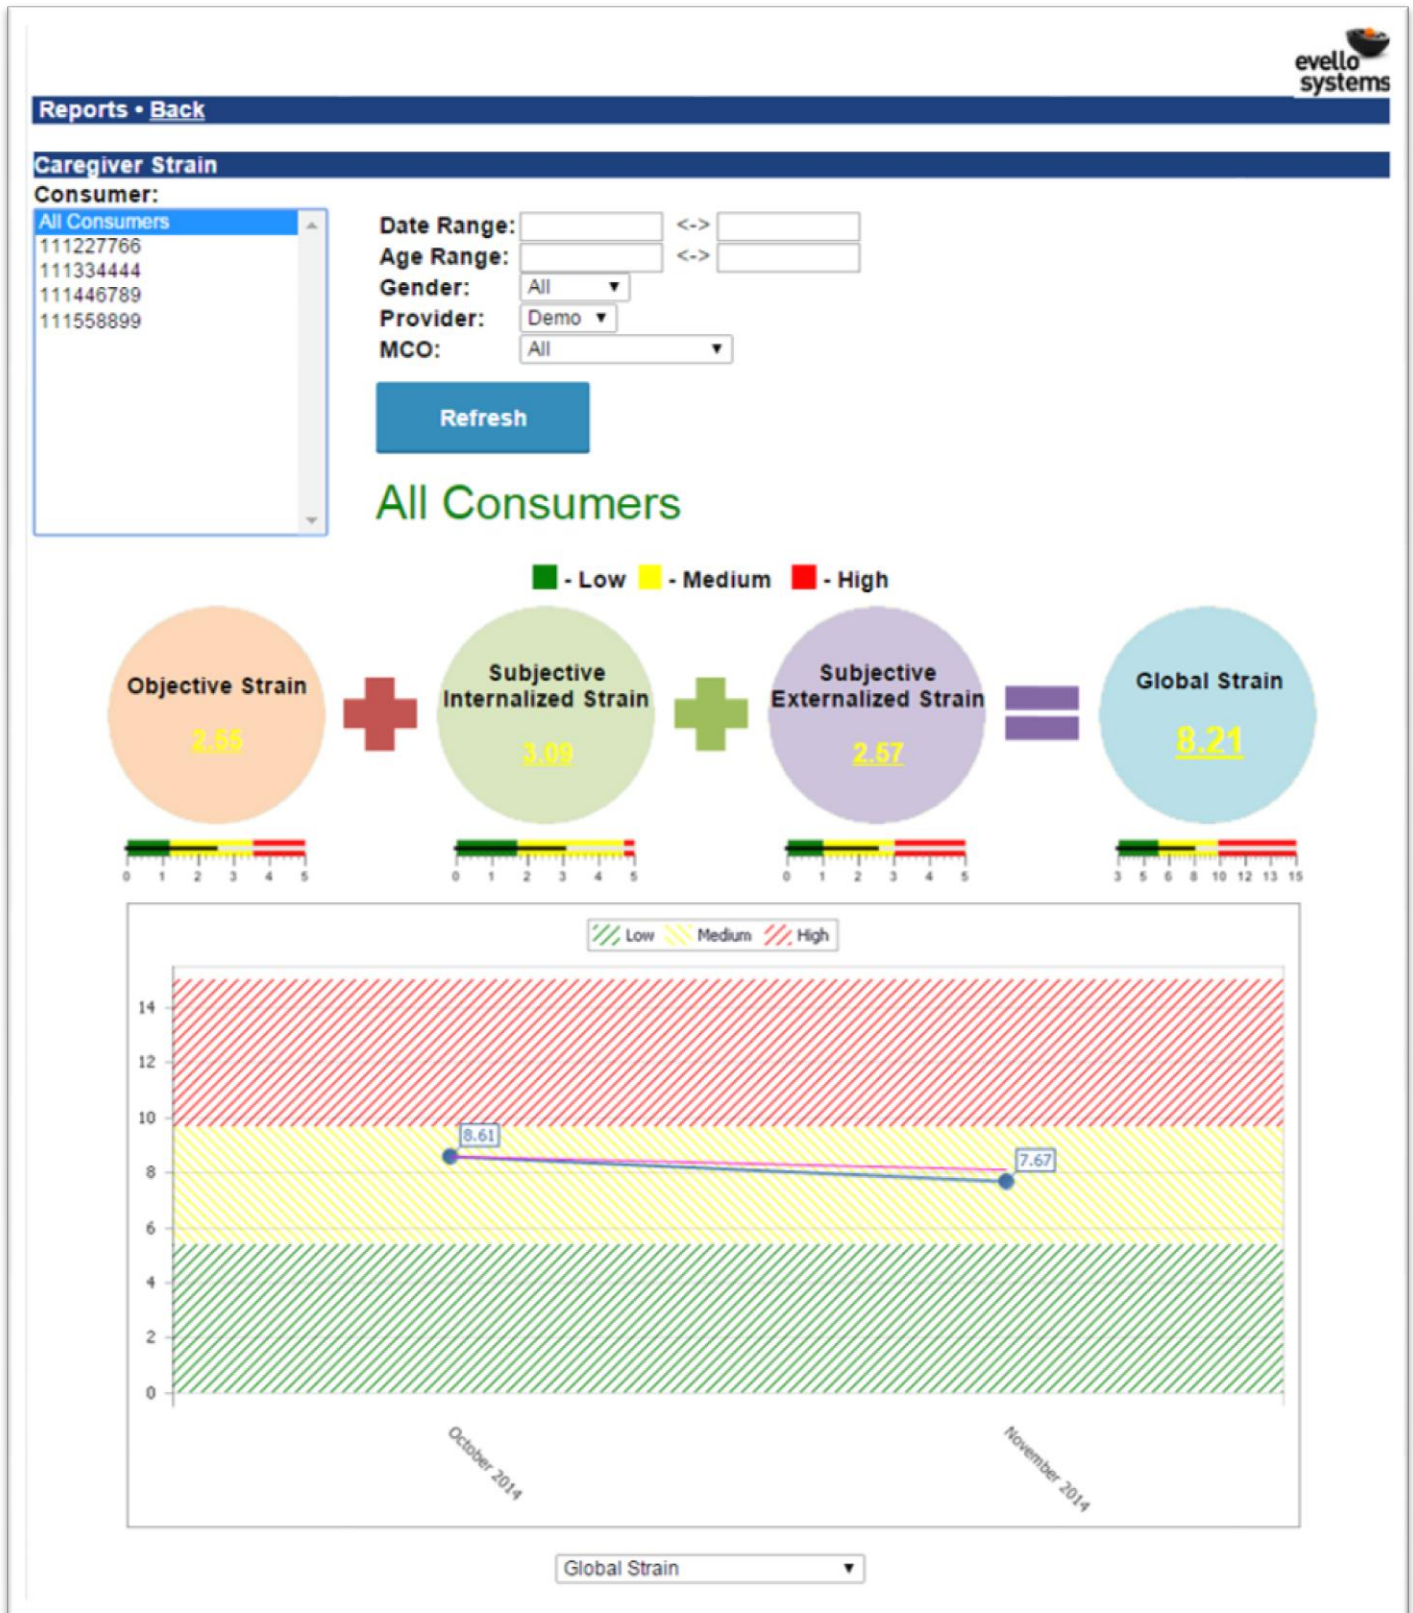 evello
systems
Reports • Back
Caregiver Strain
Consumer:
All Consumers
111227766
111334444
111446789
111558899
Date Range: <->
Age Range: <->
Gender: All ▼
Provider: Demo ▼
MCO: All ▼
Refresh
All Consumers
- Low - Medium - High
Objective Strain
2.55
Subjective
Internalized Strain
3.09
Subjective
Externalized Strain
2.57
Global Strain
8.21
0 1 2 3 4 5
0 1 2 3 4 5
0 1 2 3 4 5
3 5 6 8 10 12 13 15
Low Medium High
14
12
10
8
6
4
2
0
8.61
7.67
October 2014
November 2014
Global Strain ▼